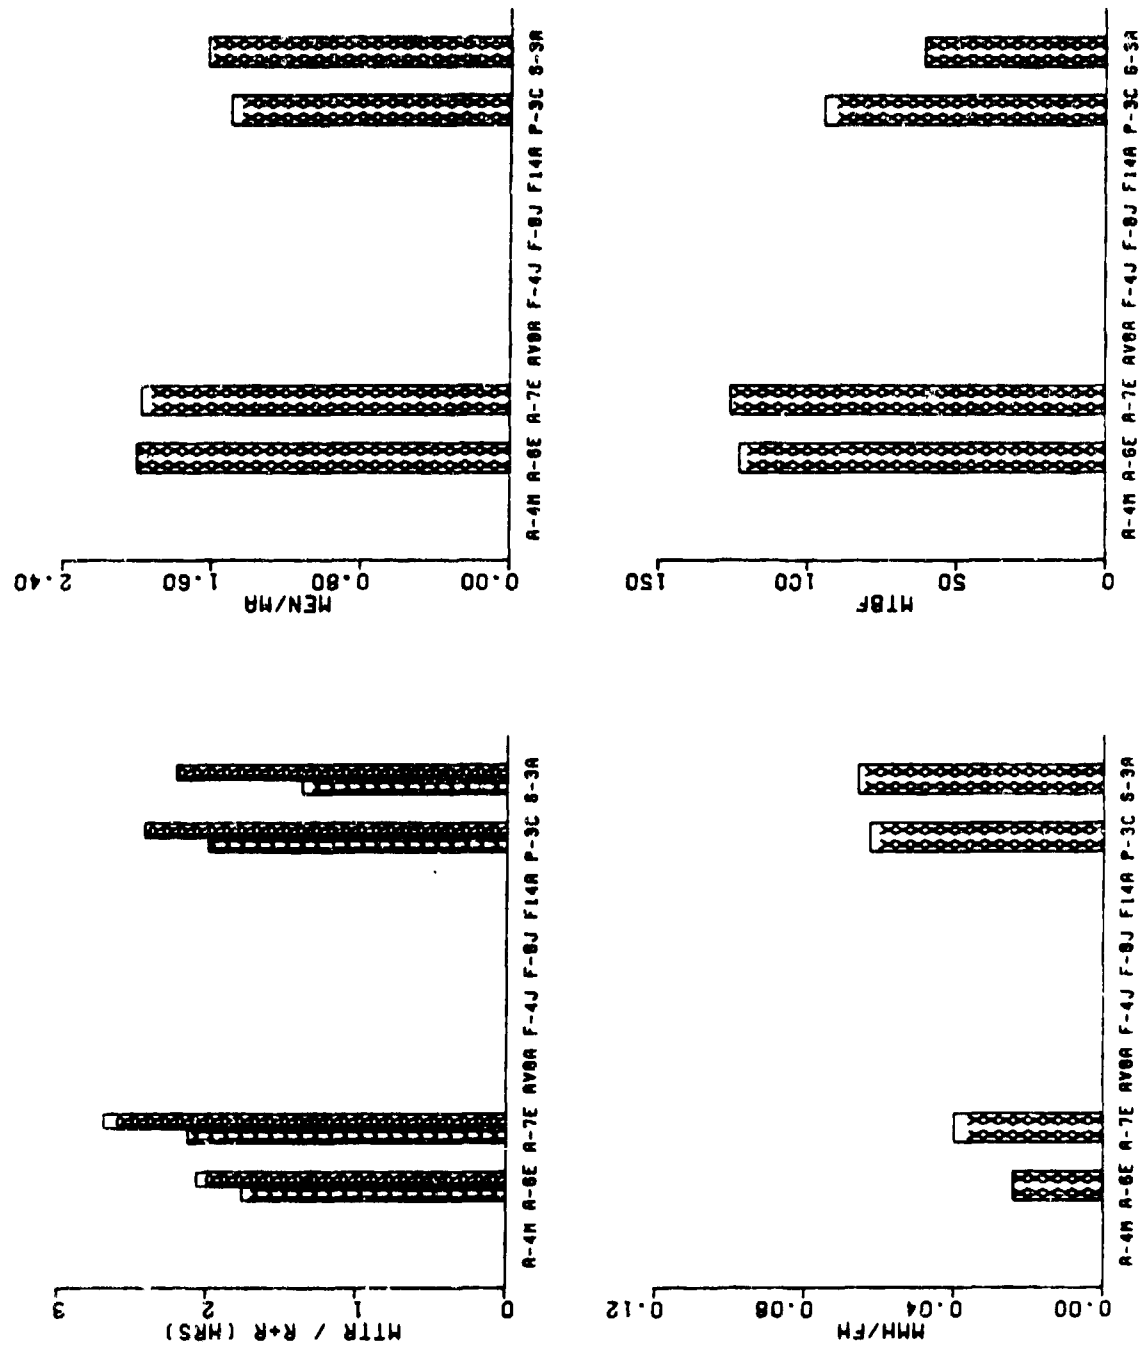 MTTR / R+R (HRS)
3
2
1
0
A-4M A-6E A-7E AV8A F-4J F-8J F14A P-3C S-3A
MEN/MA
2.40
1.60
0.80
0.00
A-4M A-6E A-7E AV8A F-4J F-8J F14A P-3C S-3A
MMH/FH
0.12
0.08
0.04
0.00
A-4M A-6E A-7E AV8A F-4J F-8J F14A P-3C S-3A
MTBF
150
100
50
0
A-4M A-6E A-7E AV8A F-4J F-8J F14A P-3C S-3A